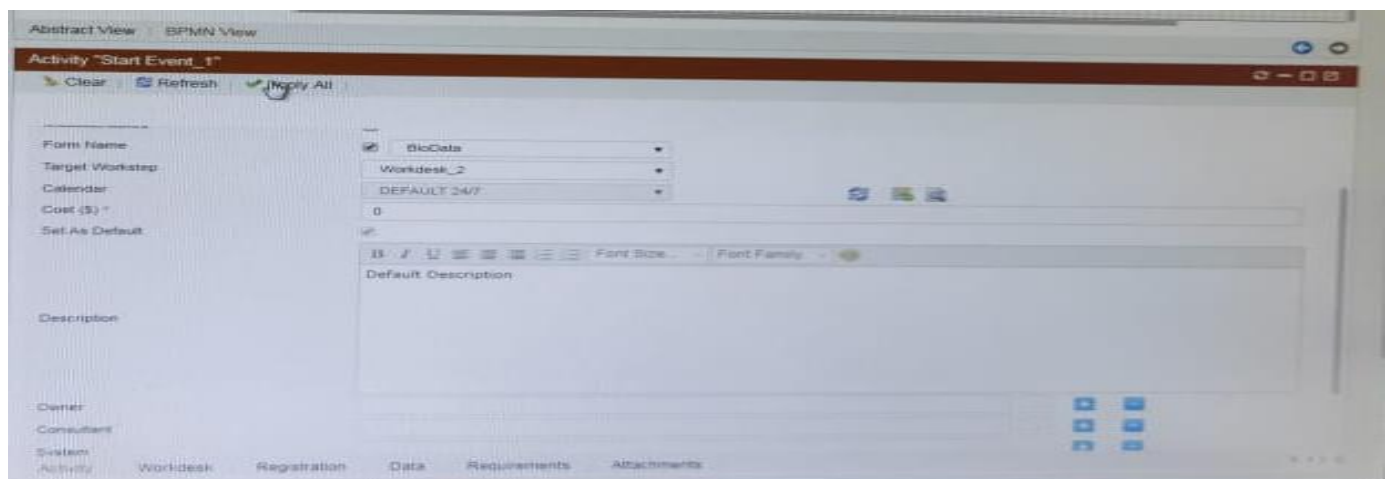 Abstract View BPMN View
Activity "Start Event_1"
Clear Refresh Apply All
Form Name BioData
Target Workstep Workdesk_2
Calendar DEFAULT 24/7
Cost ($) * 0
Set As Default
B I U Font Size... Font Family
Default Description
Description
Owner
Consultant
System
Activity Workdesk Registration Data Requirements Attachments